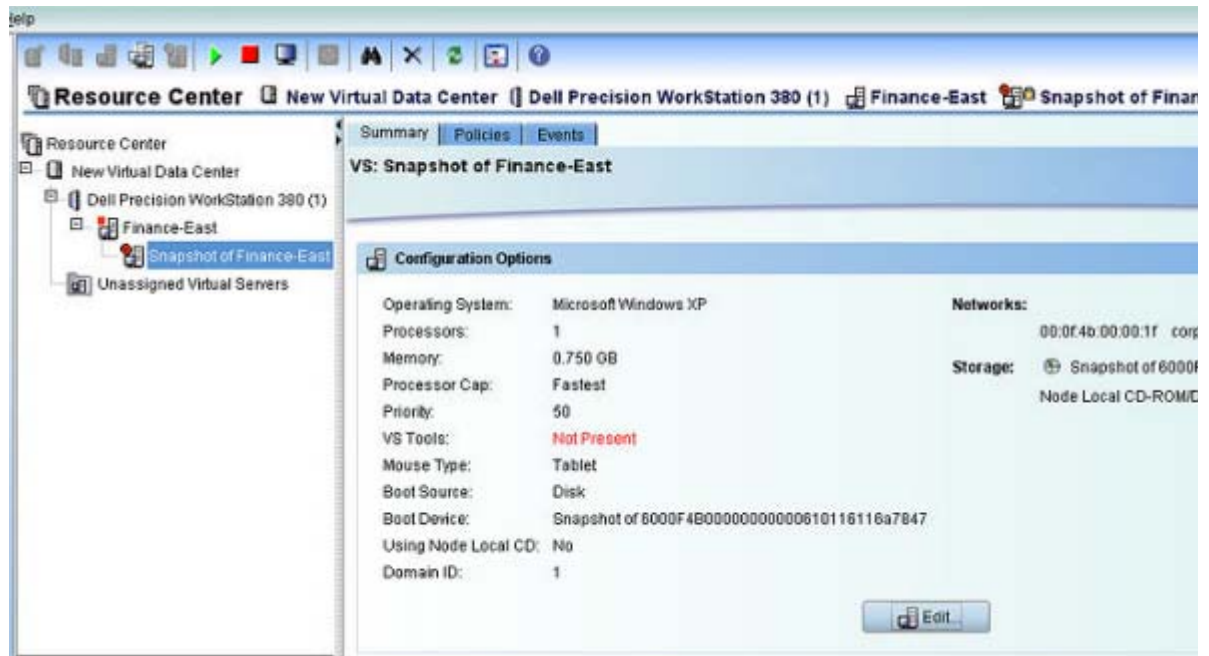 Help
Resource Center New Virtual Data Center Dell Precision WorkStation 380 (1) Finance-East Snapshot of Finan
Resource Center
New Virtual Data Center
Dell Precision WorkStation 380 (1)
Finance-East
Snapshot of Finance-East
Unassigned Virtual Servers
Summary Policies Events
VS: Snapshot of Finance-East
Configuration Options
Operating System: Microsoft Windows XP
Processors: 1
Memory: 0.750 GB
Processor Cap: Fastest
Priority: 50
VS Tools: Not Present
Mouse Type: Tablet
Boot Source: Disk
Boot Device: Snapshot of 6000F4B00000000000610116116a7847
Using Node Local CD: No
Domain ID: 1
Networks:
00:0f:4b:00:00:1f corp
Storage: Snapshot of 6000F
Node Local CD-ROM/D
Edit...